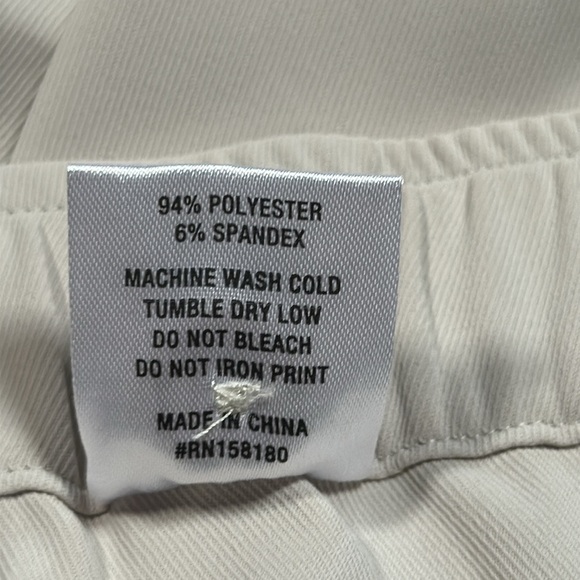 94% POLYESTER
6% SPANDEX
MACHINE WASH COLD
TUMBLE DRY LOW
DO NOT BLEACH
DO NOT IRON PRINT
MADE IN CHINA
#RN158180